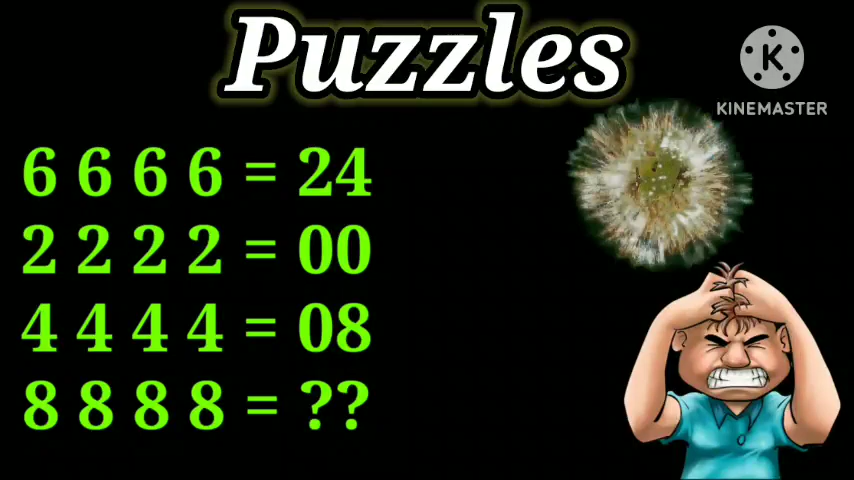 Puzzles
K
KINEMASTER
6 6 6 6 = 24
2 2 2 2 = 00
4 4 4 4 = 08
8 8 8 8 = ??